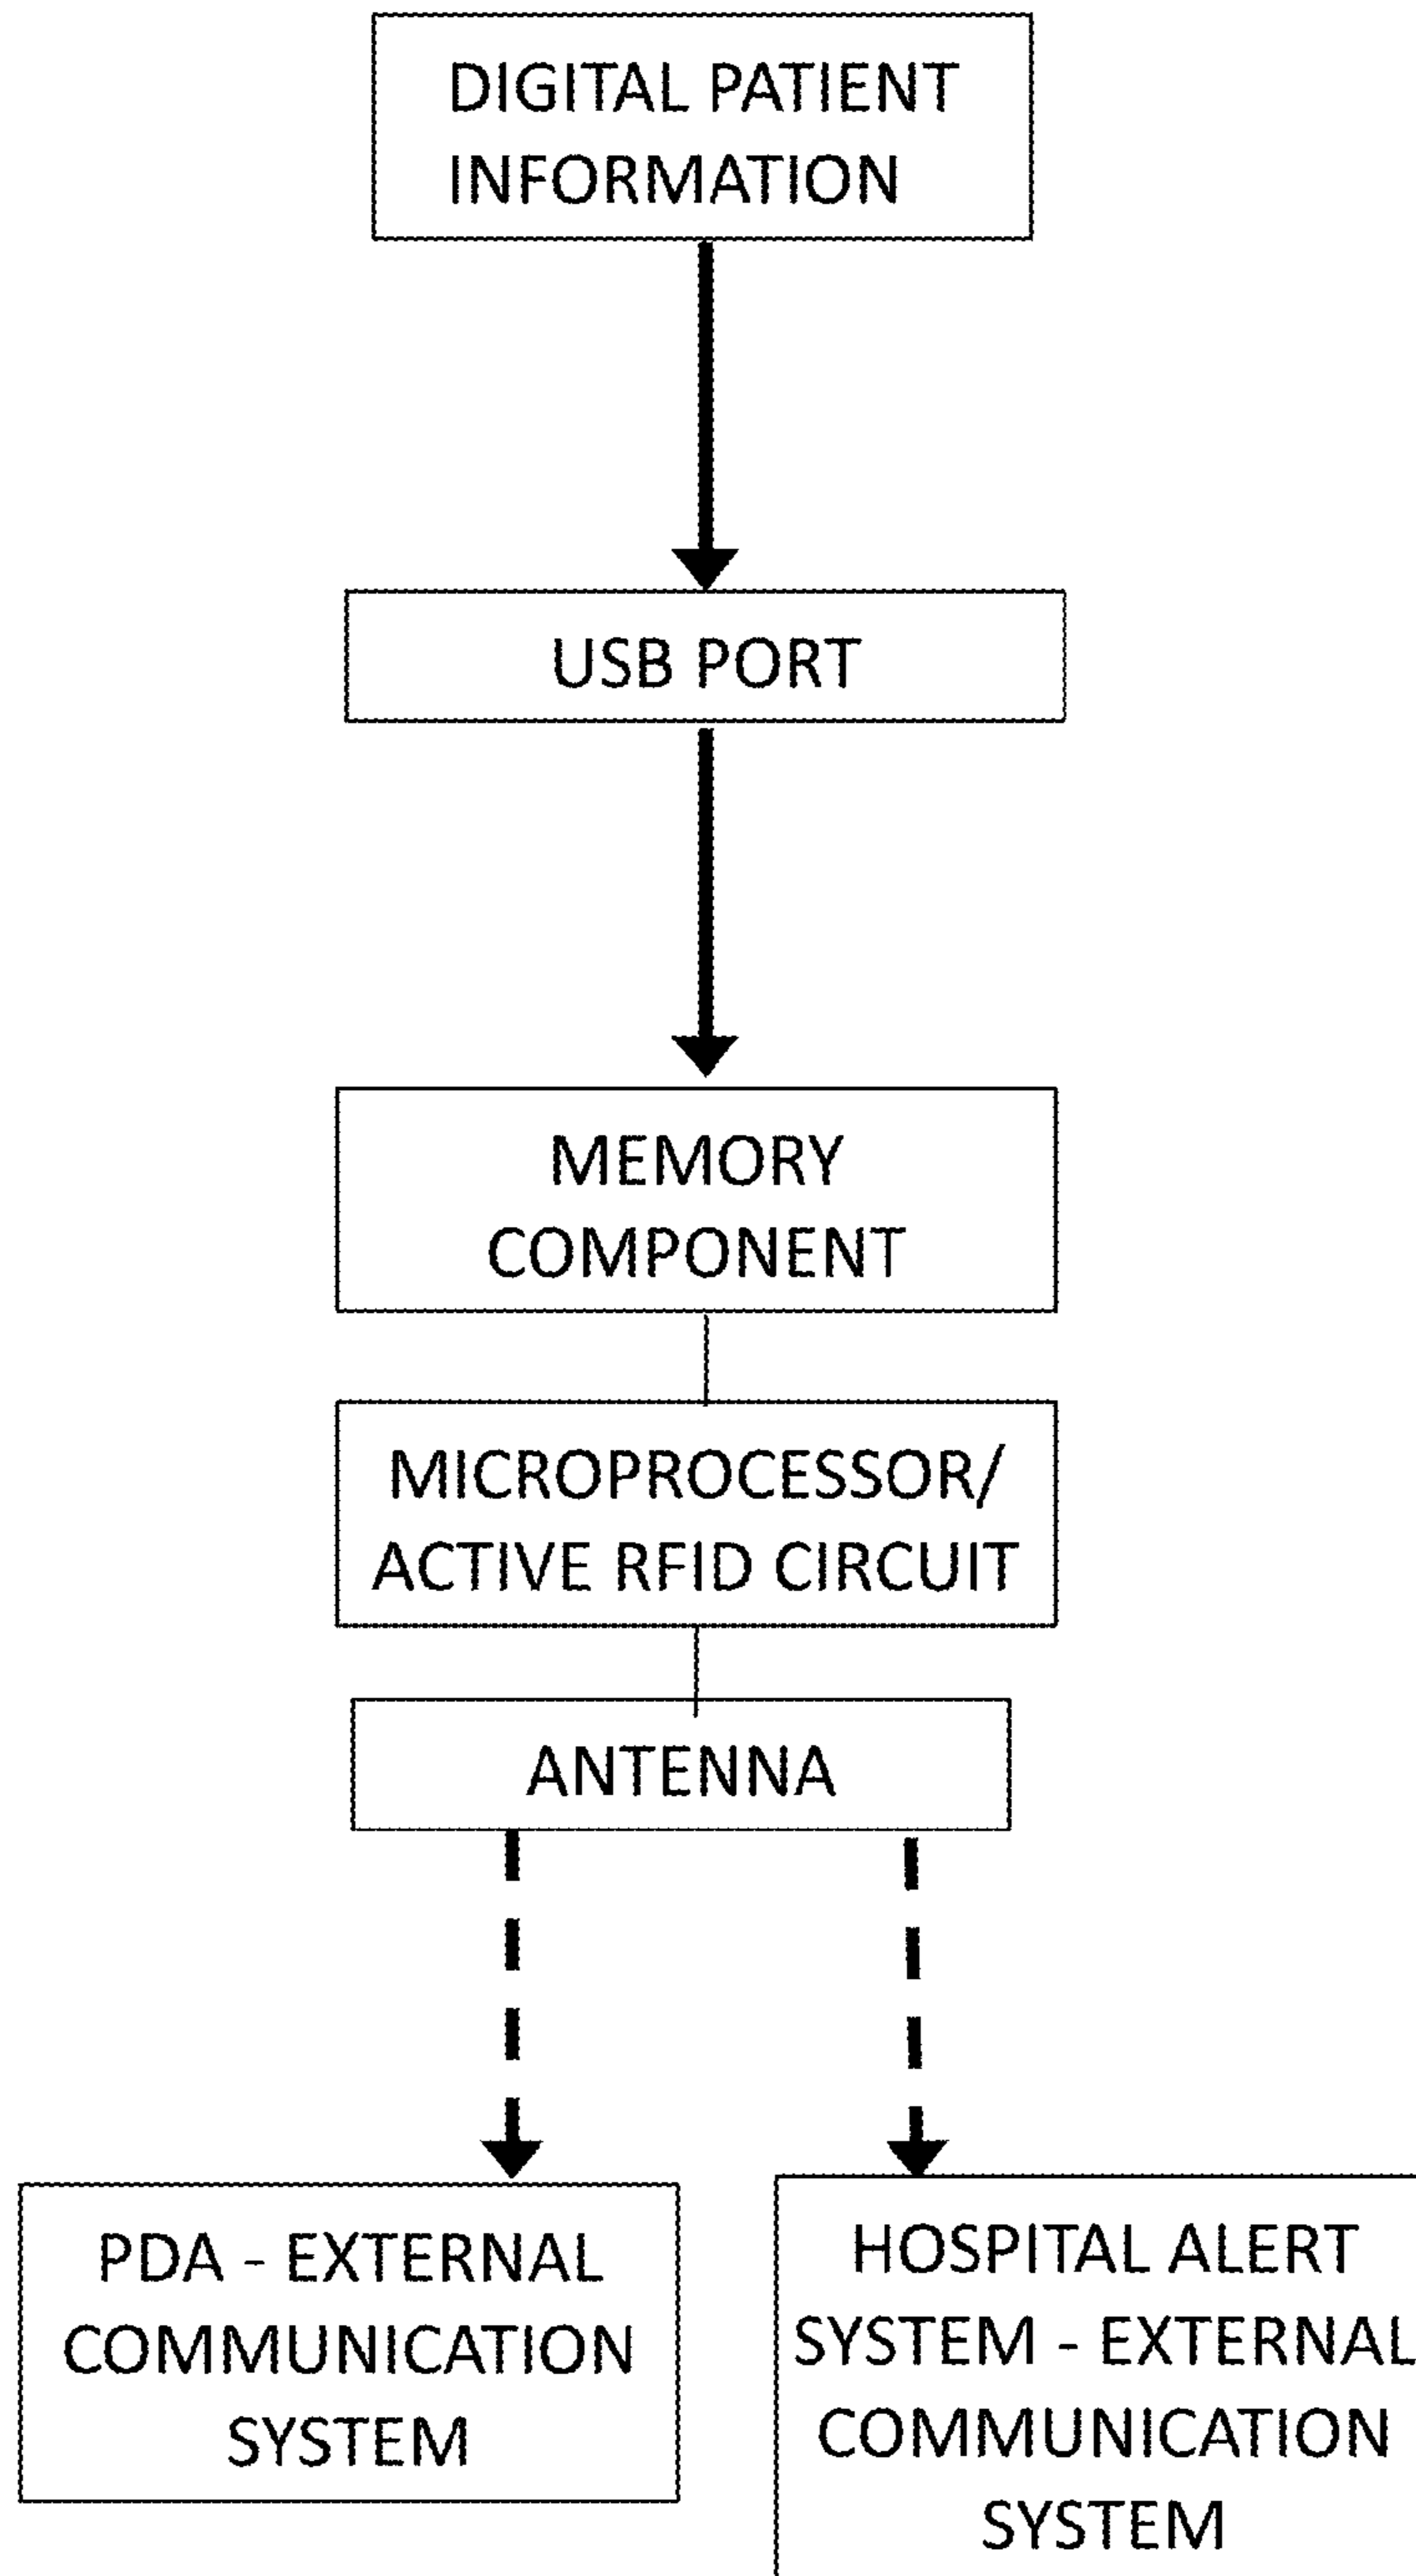 DIGITAL PATIENT
INFORMATION
USB PORT
MEMORY
COMPONENT
MICROPROCESSOR/
ACTIVE RFID CIRCUIT
ANTENNA
PDA - EXTERNAL
COMMUNICATION
SYSTEM
HOSPITAL ALERT
SYSTEM - EXTERNAL
COMMUNICATION
SYSTEM